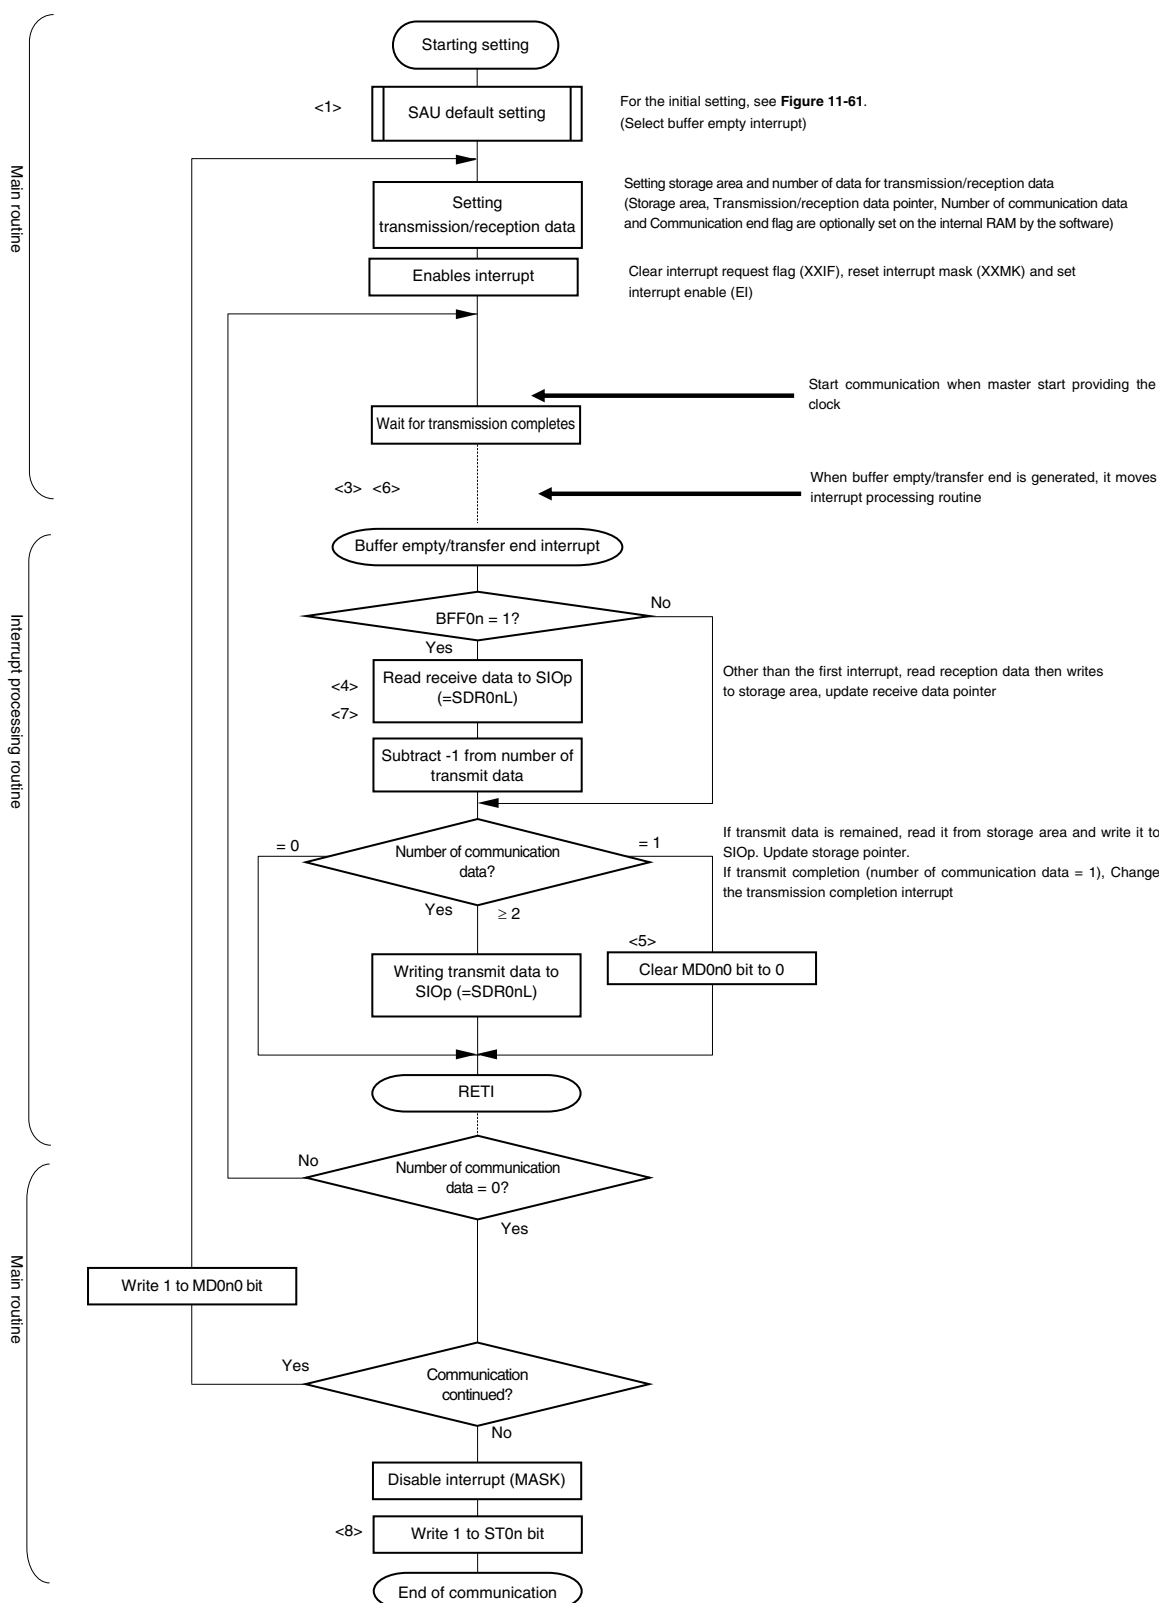 Starting setting
<1>
SAU default setting
For the initial setting, see Figure 11-61.
(Select buffer empty interrupt)
Main routine
Setting
transmission/reception data
Setting storage area and number of data for transmission/reception data
(Storage area, Transmission/reception data pointer, Number of communication data
and Communication end flag are optionally set on the internal RAM by the software)
Enables interrupt
Clear interrupt request flag (XXIF), reset interrupt mask (XXMK) and set
interrupt enable (EI)
Start communication when master start providing the
clock
Wait for transmission completes
<3> <6>
When buffer empty/transfer end is generated, it moves
interrupt processing routine
Buffer empty/transfer end interrupt
Interrupt processing routine
BFF0n = 1?
No
Yes
<4>
<7>
Read receive data to SIOp
(=SDR0nL)
Other than the first interrupt, read reception data then writes
to storage area, update receive data pointer
Subtract -1 from number of
transmit data
= 0
Number of communication
data?
= 1
If transmit data is remained, read it from storage area and write it to
SIOp. Update storage pointer.
If transmit completion (number of communication data = 1), Change
the transmission completion interrupt
Yes
≥ 2
<5>
Writing transmit data to
SIOp (=SDR0nL)
Clear MD0n0 bit to 0
RETI
No
Number of communication
data = 0?
Yes
Main routine
Write 1 to MD0n0 bit
Yes
Communication
continued?
No
Disable interrupt (MASK)
<8>
Write 1 to ST0n bit
End of communication